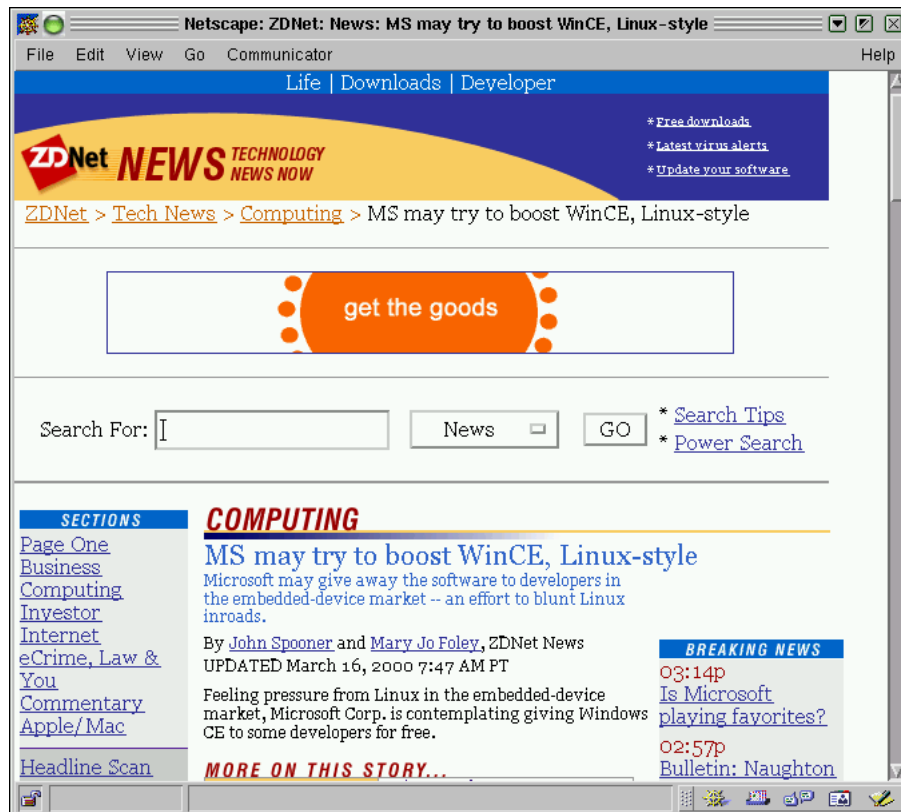 Netscape: ZDNet: News: MS may try to boost WinCE, Linux-style
File Edit View Go Communicator Help
Life | Downloads | Developer
* Free downloads
* Latest virus alerts
* Update your software
ZDNet NEWS TECHNOLOGY
NEWS NOW
ZDNet > Tech News > Computing > MS may try to boost WinCE, Linux-style
get the goods
Search For: News GO
* Search Tips
* Power Search
SECTIONS
Page One
Business
Computing
Investor
Internet
eCrime, Law &
You
Commentary
Apple/Mac
Headline Scan
COMPUTING
MS may try to boost WinCE, Linux-style
Microsoft may give away the software to developers in
the embedded-device market -- an effort to blunt Linux
inroads.
By John Spooner and Mary Jo Foley, ZDNet News
UPDATED March 16, 2000 7:47 AM PT
Feeling pressure from Linux in the embedded-device
market, Microsoft Corp. is contemplating giving Windows
CE to some developers for free.
MORE ON THIS STORY...
BREAKING NEWS
03:14p
Is Microsoft
playing favorites?
02:57p
Bulletin: Naughton